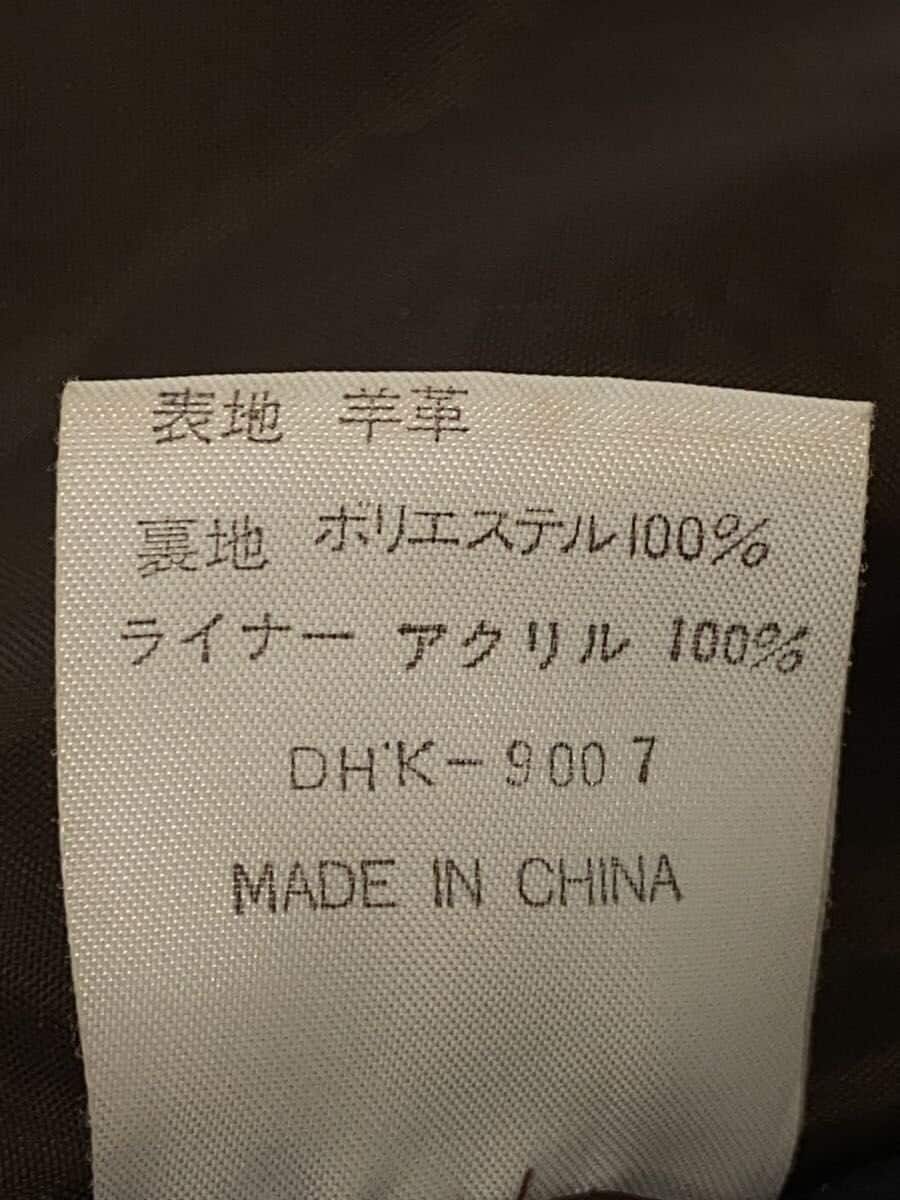 表地 羊革
裏地 ポリエステル100%
ライナー アクリル 100%
DH'K-9007
MADE IN CHINA